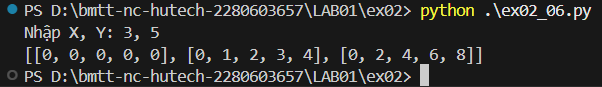 PS D:\bmtt-nc-hutech-2280603657\LAB01\ex02> python .\ex02_06.py
Nhập X, Y: 3, 5
[[0, 0, 0, 0, 0], [0, 1, 2, 3, 4], [0, 2, 4, 6, 8]]
PS D:\bmtt-nc-hutech-2280603657\LAB01\ex02>